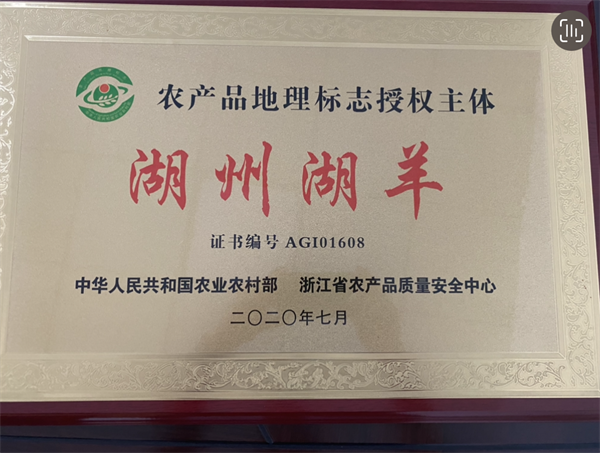 农产品地理标志授权主体
湖州湖羊
证书编号 AGI01608
中华人民共和国农业农村部 浙江省农产品质量安全中心
二〇二〇年七月